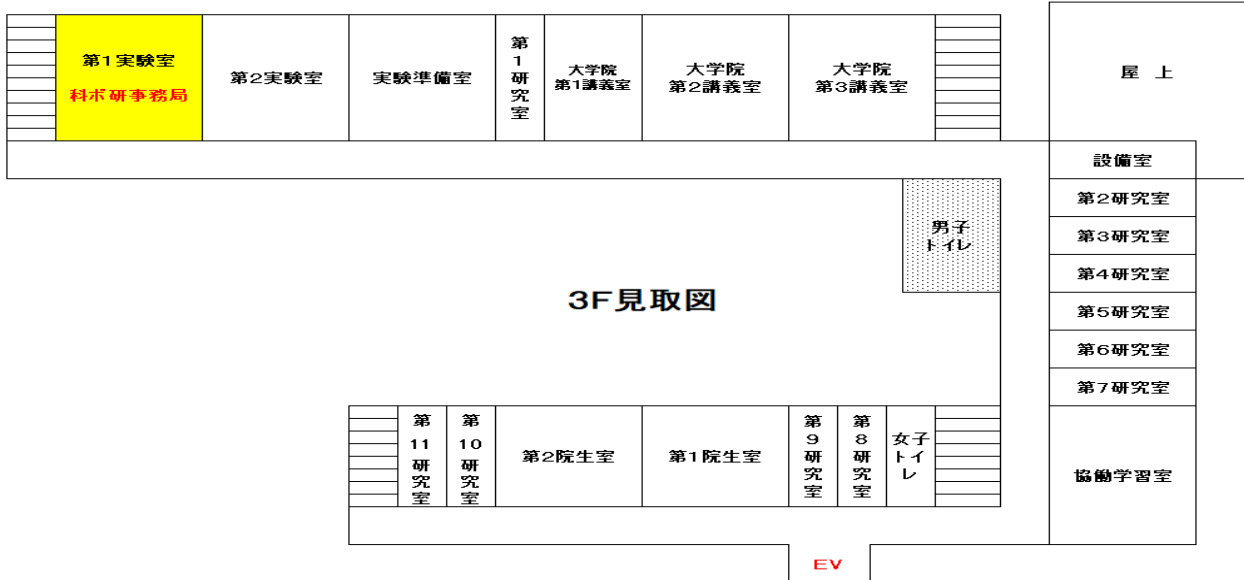 第1実験室
科ボ研事務局
第2実験室
実験準備室
第1研究室
大学院
第1講義室
大学院
第2講義室
大学院
第3講義室
屋 上
設備室
第2研究室
第3研究室
第4研究室
第5研究室
第6研究室
第7研究室
男子
トイレ
3F見取図
第11研究室
第10研究室
第2院生室
第1院生室
第9研究室
第8研究室
女子
トイ
レ
協働学習室
EV